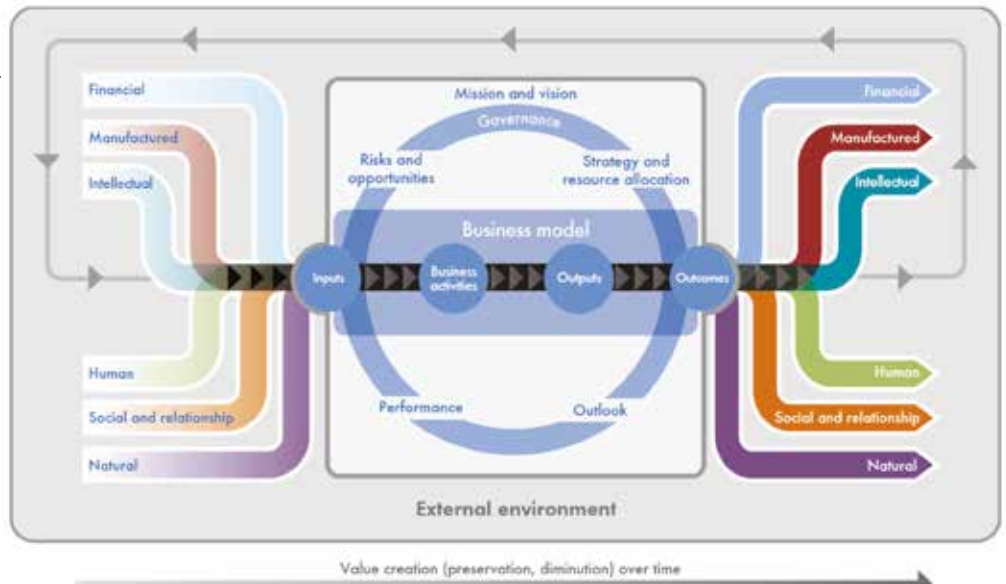 Financial
Manufactured
Intellectual
Human
Social and relationship
Natural
Mission and vision
Governance
Risks and
opportunities
Strategy and
resource allocation
Business model
Inputs
Business
activities
Outputs
Outcomes
Performance
Outlook
Financial
Manufactured
Intellectual
Human
Social and relationship
Natural
External environment
Value creation (preservation, diminution) over time